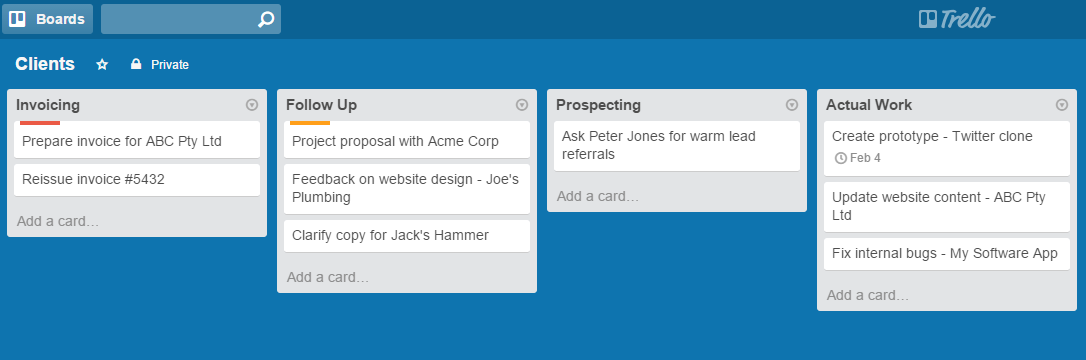 Boards
Trello
Clients
Private
Invoicing
Prepare invoice for ABC Pty Ltd
Reissue invoice #5432
Add a card…
Follow Up
Project proposal with Acme Corp
Feedback on website design - Joe's
Plumbing
Clarify copy for Jack's Hammer
Add a card…
Prospecting
Ask Peter Jones for warm lead
referrals
Add a card…
Actual Work
Create prototype - Twitter clone
Feb 4
Update website content - ABC Pty
Ltd
Fix internal bugs - My Software App
Add a card…